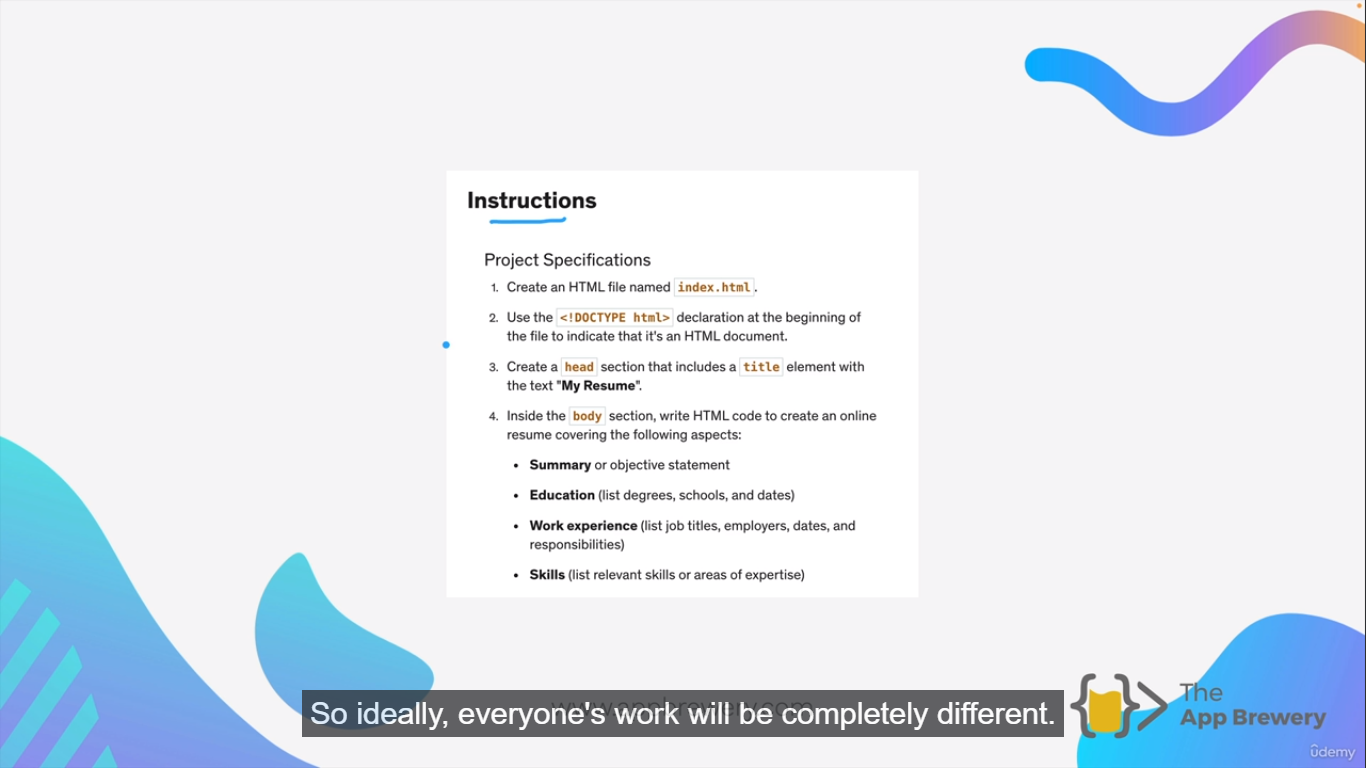 Instructions
Project Specifications
1. Create an HTML file named index.html.
2. Use the <!DOCTYPE html> declaration at the beginning of
the file to indicate that it's an HTML document.
3. Create a head section that includes a title element with
the text "My Resume".
4. Inside the body section, write HTML code to create an online
resume covering the following aspects:
• Summary or objective statement
• Education (list degrees, schools, and dates)
• Work experience (list job titles, employers, dates, and
responsibilities)
• Skills (list relevant skills or areas of expertise)
www.appbrewery.com
So ideally, everyone's work will be completely different.
The
App Brewery
udemy